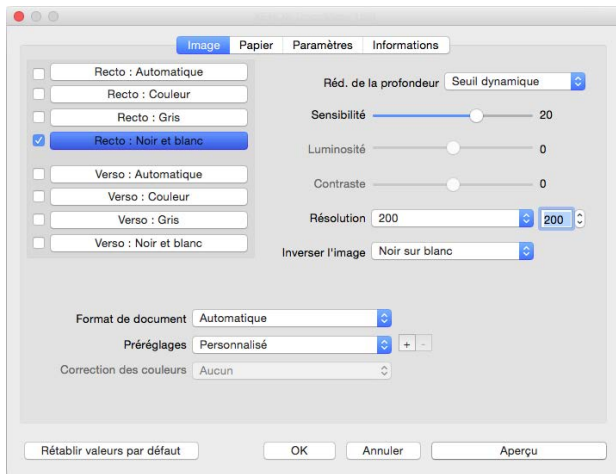 Image Papier Paramètres Informations
Recto : Automatique
Recto : Couleur
Recto : Gris
Recto : Noir et blanc
Verso : Automatique
Verso : Couleur
Verso : Gris
Verso : Noir et blanc
Réd. de la profondeur Seuil dynamique
Sensibilité 20
Luminosité 0
Contraste 0
Résolution 200 200
Inverser l'image Noir sur blanc
Format de document Automatique
Préréglages Personnalisé + -
Correction des couleurs Aucun
Rétablir valeurs par défaut OK Annuler Aperçu